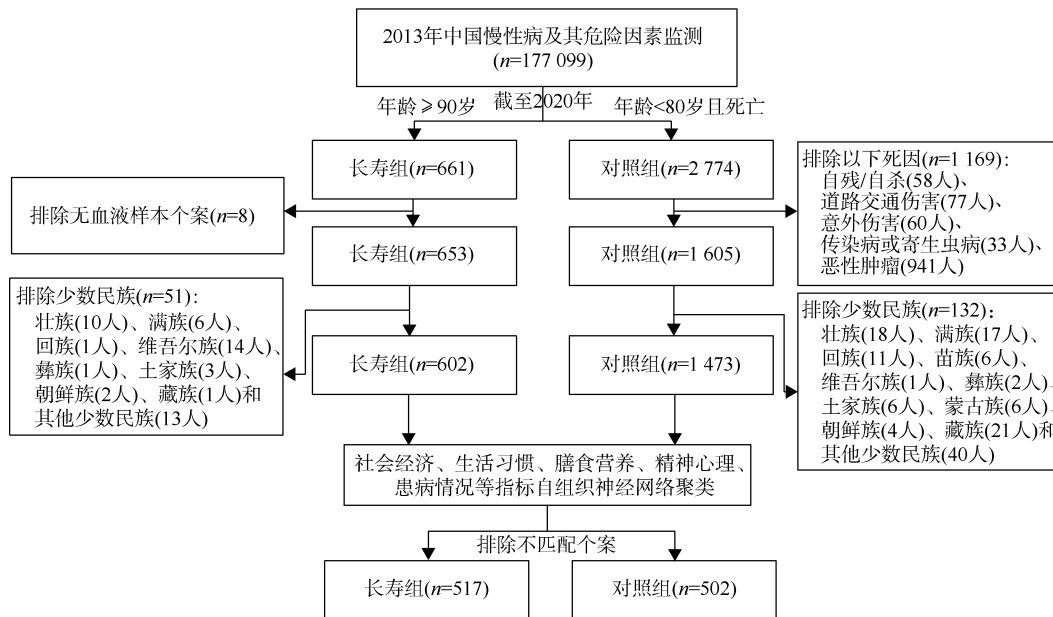 2013年中国慢性病及其危险因素监测
(n=177 099)
截至2020年
年龄≥90岁
年龄<80岁且死亡
长寿组(n=661)
对照组(n=2 774)
排除无血液样本个案(n=8)
排除以下死因(n=1 169)：
自残/自杀(58人)、
道路交通伤害(77人)、
意外伤害(60人)、
传染病或寄生虫病(33人)、
恶性肿瘤(941人)
长寿组(n=653)
对照组(n=1 605)
排除少数民族(n=51)：
壮族(10人)、满族(6人)、
回族(1人)、维吾尔族(14人)、
彝族(1人)、土家族(3人)、
朝鲜族(2人)、藏族(1人)和
其他少数民族(13人)
排除少数民族(n=132)：
壮族(18人)、满族(17人)、
回族(11人)、苗族(6人)、
维吾尔族(1人)、彝族(2人)、
土家族(6人)、蒙古族(6人)、
朝鲜族(4人)、藏族(21人)和
其他少数民族(40人)
长寿组(n=602)
对照组(n=1 473)
社会经济、生活习惯、膳食营养、精神心理、
患病情况等指标自组织神经网络聚类
排除不匹配个案
长寿组(n=517)
对照组(n=502)